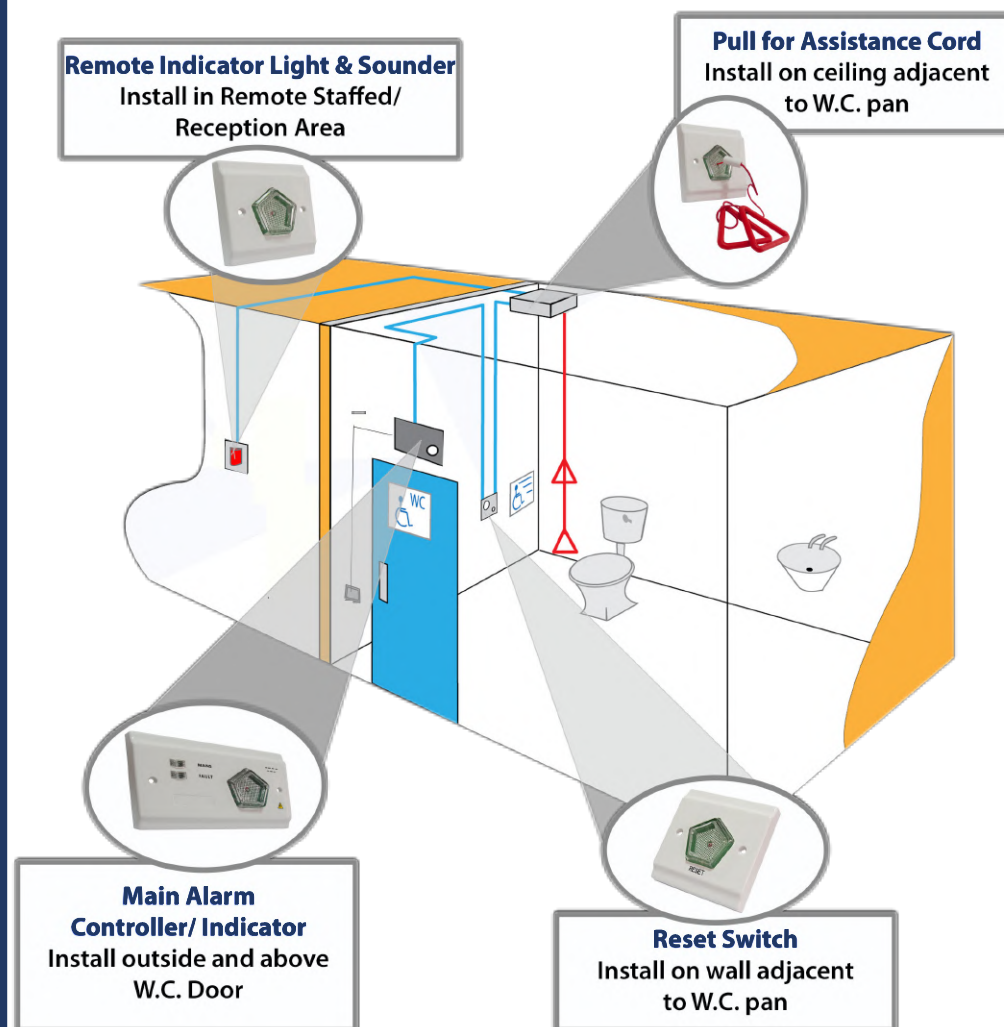 Remote Indicator Light & Sounder
Install in Remote Staffed/
Reception Area
Pull for Assistance Cord
Install on ceiling adjacent
to W.C. pan
WC
MAINS
FAULT
RESET
Main Alarm
Controller/ Indicator
Install outside and above
W.C. Door
Reset Switch
Install on wall adjacent
to W.C. pan